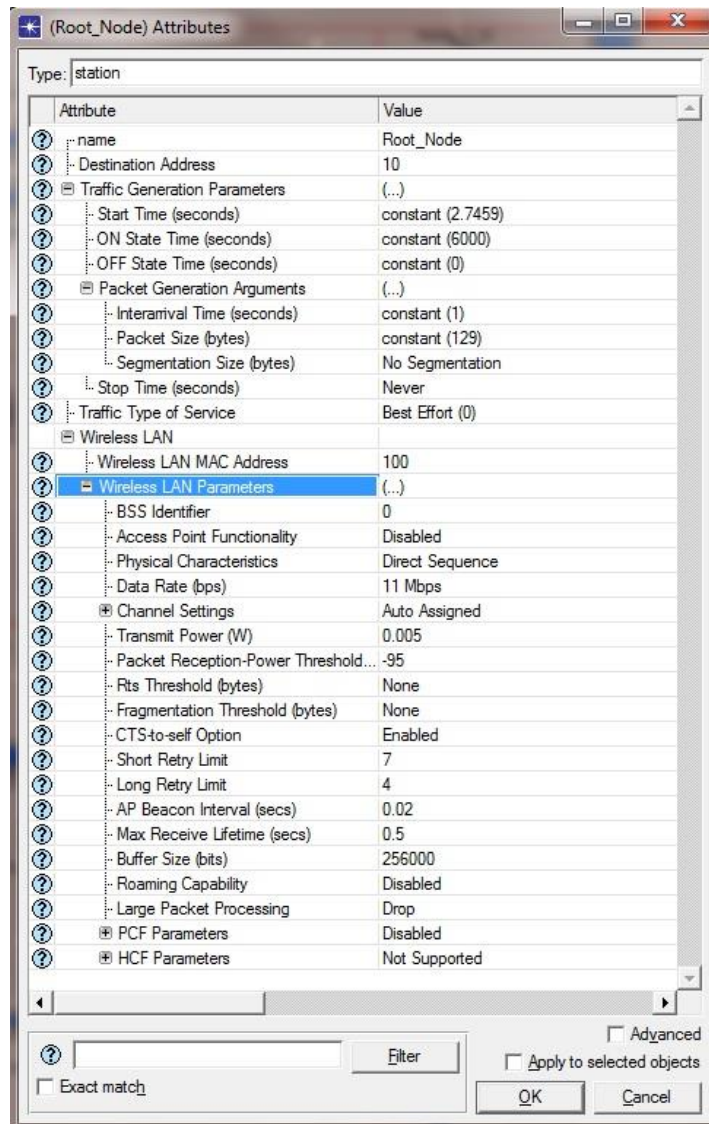 (Root_Node) Attributes
Type: station
Attribute Value
name Root_Node
Destination Address 10
Traffic Generation Parameters (...)
Start Time (seconds) constant (2.7459)
ON State Time (seconds) constant (6000)
OFF State Time (seconds) constant (0)
Packet Generation Arguments (...)
Interarrival Time (seconds) constant (1)
Packet Size (bytes) constant (129)
Segmentation Size (bytes) No Segmentation
Stop Time (seconds) Never
Traffic Type of Service Best Effort (0)
Wireless LAN
Wireless LAN MAC Address 100
Wireless LAN Parameters (...)
BSS Identifier 0
Access Point Functionality Disabled
Physical Characteristics Direct Sequence
Data Rate (bps) 11 Mbps
Channel Settings Auto Assigned
Transmit Power (W) 0.005
Packet Reception-Power Threshold... -95
Rts Threshold (bytes) None
Fragmentation Threshold (bytes) None
CTS-to-self Option Enabled
Short Retry Limit 7
Long Retry Limit 4
AP Beacon Interval (secs) 0.02
Max Receive Lifetime (secs) 0.5
Buffer Size (bits) 256000
Roaming Capability Disabled
Large Packet Processing Drop
PCF Parameters Disabled
HCF Parameters Not Supported
Advanced
Filter
Apply to selected objects
Exact match
OK Cancel